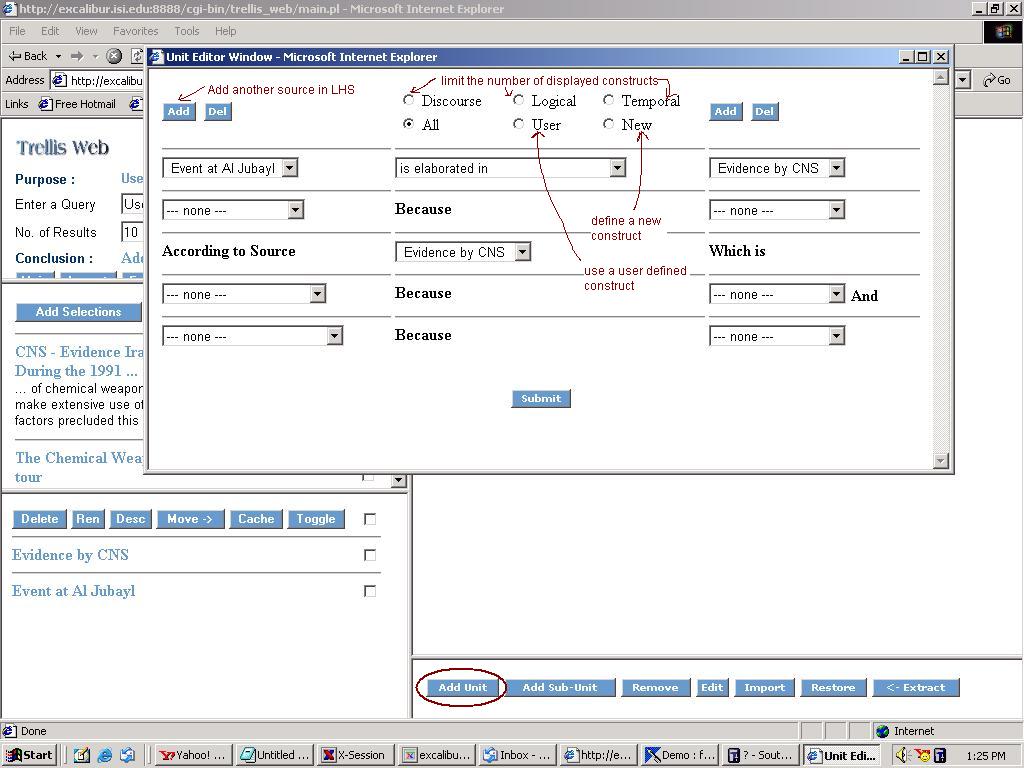 http://excalibur.isi.edu:8888/cgi-bin/trellis_web/main.pl - Microsoft Internet Explorer
File Edit View Favorites Tools Help
Back
Address http://excalibu Go
Links Free Hotmail
Unit Editor Window - Microsoft Internet Explorer
limit the number of displayed constructs
Add another source in LHS
Add Del Discourse Logical Temporal Add Del
All User New
Event at Al Jubayl is elaborated in Evidence by CNS
--- none --- Because --- none ---
define a new
construct
According to Source Evidence by CNS Which is
use a user defined
construct
--- none --- Because --- none --- And
--- none --- Because --- none ---
Submit
Trellis Web
Purpose : Use
Enter a Query Use
No. of Results 10
Conclusion : Add
Add Selections
CNS - Evidence Ira
During the 1991 ...
... of chemical weapon
make extensive use of
factors precluded this
The Chemical Wea
tour
Delete Ren Desc Move -> Cache Toggle
Evidence by CNS
Event at Al Jubayl
Add Unit Add Sub-Unit Remove Edit Import Restore <- Extract
Done Internet
Start Yahoo! ... Untitled ... X-Session excalibu... Inbox - ... http://e... Demo : f... ? - Sout... Unit Edi... 1:25 PM